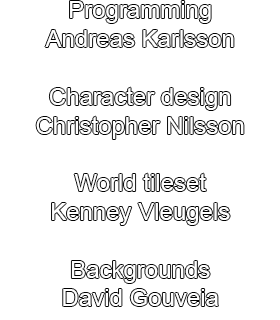 Programming
Andreas Karlsson
Character design
Christopher Nilsson
World tileset
Kenney Vleugels
Backgrounds
David Gouveia